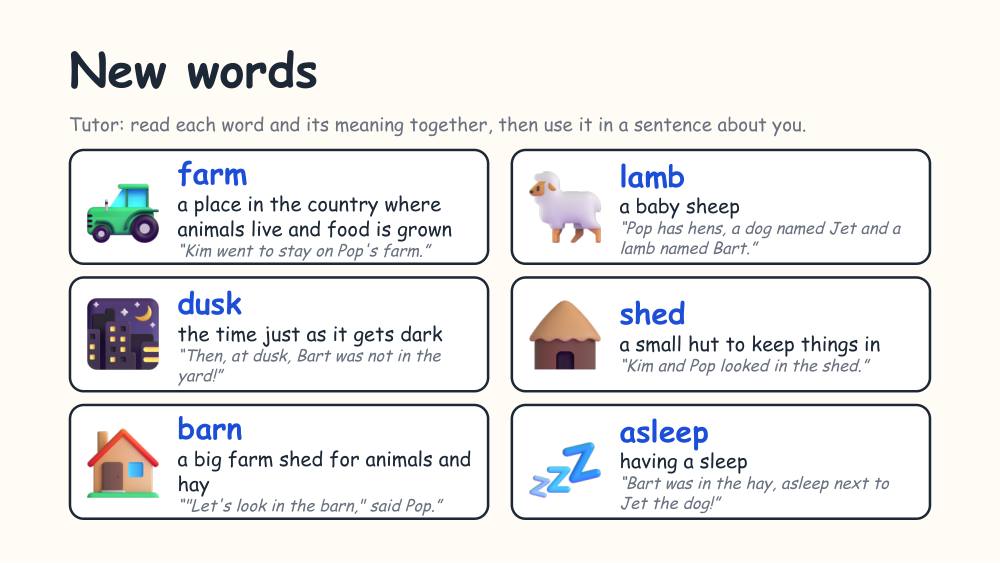 New words
Tutor: read each word and its meaning together, then use it in a sentence about you.
farm
a place in the country where
animals live and food is grown
“Kim went to stay on Pop's farm.”
lamb
a baby sheep
“Pop has hens, a dog named Jet and a
lamb named Bart.”
dusk
the time just as it gets dark
“Then, at dusk, Bart was not in the
yard!”
shed
a small hut to keep things in
“Kim and Pop looked in the shed.”
barn
a big farm shed for animals and
hay
“"Let's look in the barn," said Pop.”
asleep
having a sleep
“Bart was in the hay, asleep next to
Jet the dog!”